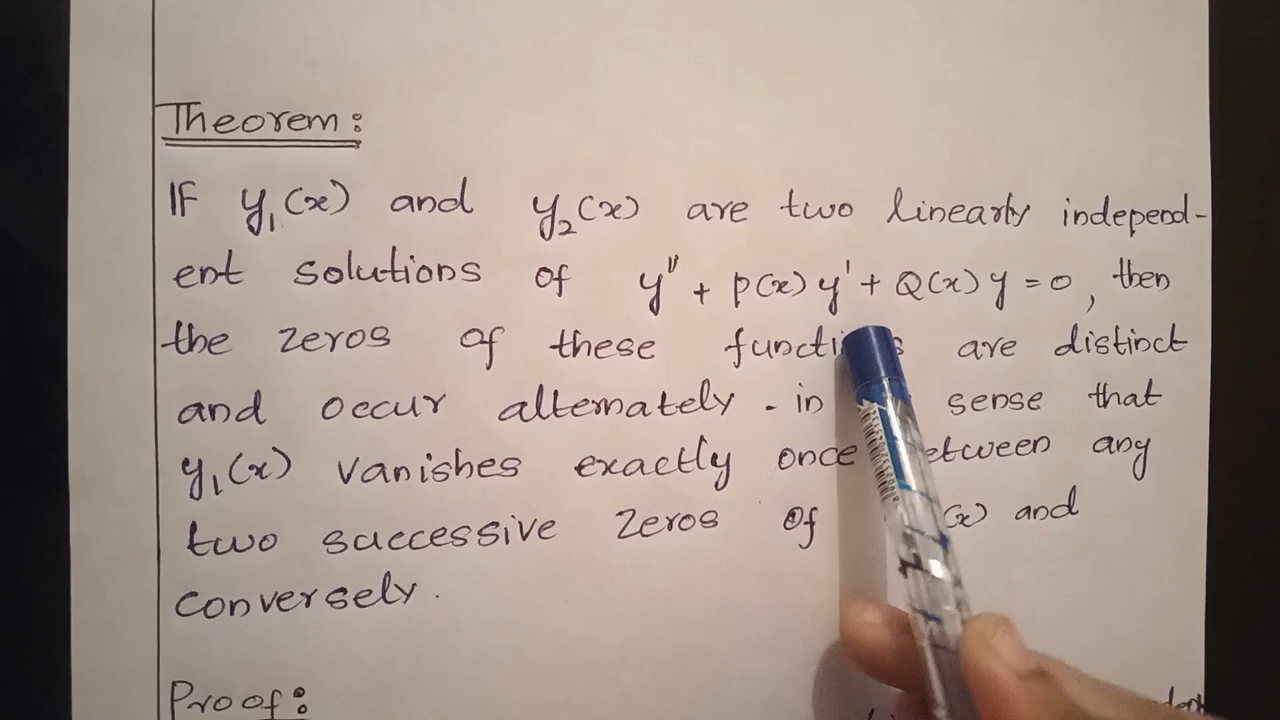 Theorem:
IF y₁(x) and y₂(x) are two linearly independ-
ent solutions of y" + p(x) y' + Q(x) y = 0, then
the zeros of these functi s are distinct
and occur alternately - in sense that
y₁(x) vanishes exactly once etween any
two successive zeros of (x) and
conversely.
Proof: